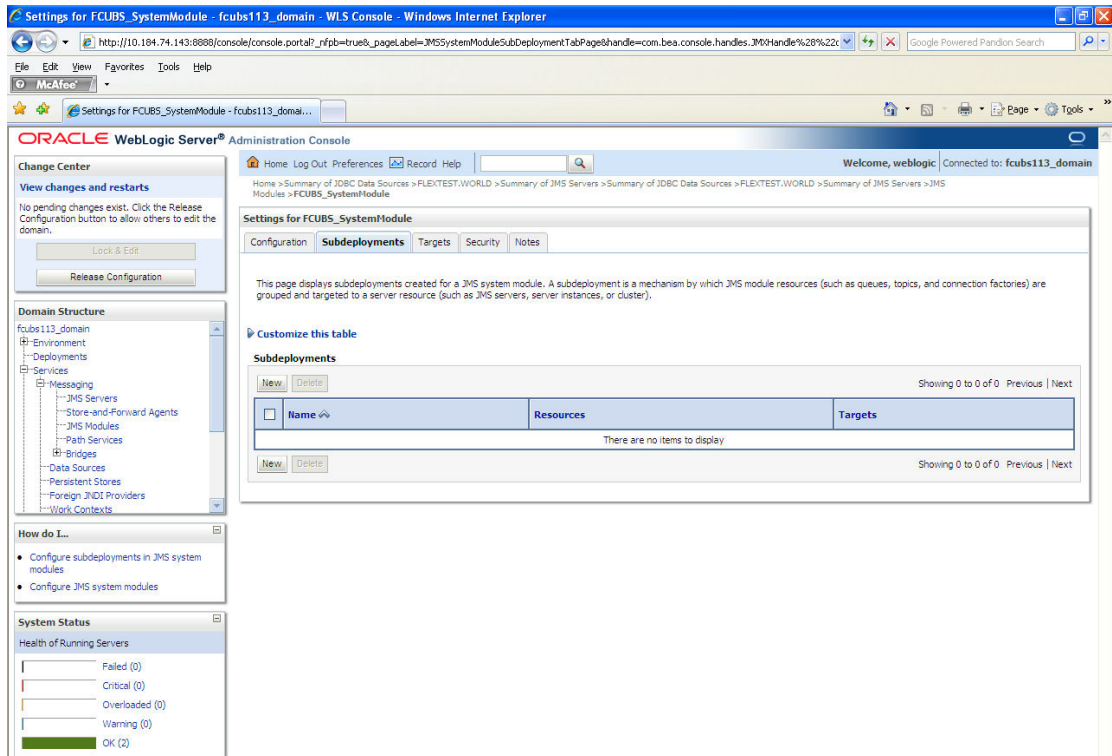 Settings for FCUBS_SystemModule - fcubs113_domain - WLS Console - Windows Internet Explorer
http://10.184.74.143:8888/console/console.portal?_nfpb=true&_pageLabel=JMSSystemModuleSubDeploymentTabPage&handle=com.bea.console.handles.JMXHandle%28%22c
Google Powered Pandion Search
File Edit View Favorites Tools Help
McAfee
Settings for FCUBS_SystemModule - fcubs113_domai...
Page Tools
ORACLE WebLogic Server® Administration Console
Change Center
View changes and restarts
No pending changes exist. Click the Release
Configuration button to allow others to edit the
domain.
Lock & Edit
Release Configuration
Domain Structure
fcubs113_domain
Environment
Deployments
Services
Messaging
JMS Servers
Store-and-Forward Agents
JMS Modules
Path Services
Bridges
Data Sources
Persistent Stores
Foreign JNDI Providers
Work Contexts
How do I...
Configure subdeployments in JMS system
modules
Configure JMS system modules
System Status
Health of Running Servers
Failed (0)
Critical (0)
Overloaded (0)
Warning (0)
OK (2)
Home Log Out Preferences Record Help
Welcome, weblogic Connected to: fcubs113_domain
Home >Summary of JDBC Data Sources >FLEXTEST.WORLD >Summary of JMS Servers >Summary of JDBC Data Sources >FLEXTEST.WORLD >Summary of JMS Servers >JMS
Modules >FCUBS_SystemModule
Settings for FCUBS_SystemModule
Configuration Subdeployments Targets Security Notes
This page displays subdeployments created for a JMS system module. A subdeployment is a mechanism by which JMS module resources (such as queues, topics, and connection factories) are
grouped and targeted to a server resource (such as JMS servers, server instances, or cluster).
Customize this table
Subdeployments
New Delete Showing 0 to 0 of 0 Previous | Next
Name Resources Targets
There are no items to display
New Delete Showing 0 to 0 of 0 Previous | Next